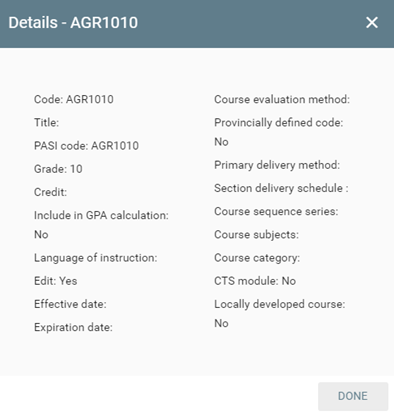 Details - AGR1010
Code: AGR1010
Title:
PASI code: AGR1010
Grade: 10
Credit:
Include in GPA calculation:
No
Language of instruction:
Edit: Yes
Effective date:
Expiration date:
Course evaluation method:
Provincially defined code:
No
Primary delivery method:
Section delivery schedule :
Course sequence series:
Course subjects:
Course category:
CTS module: No
Locally developed course:
No
DONE